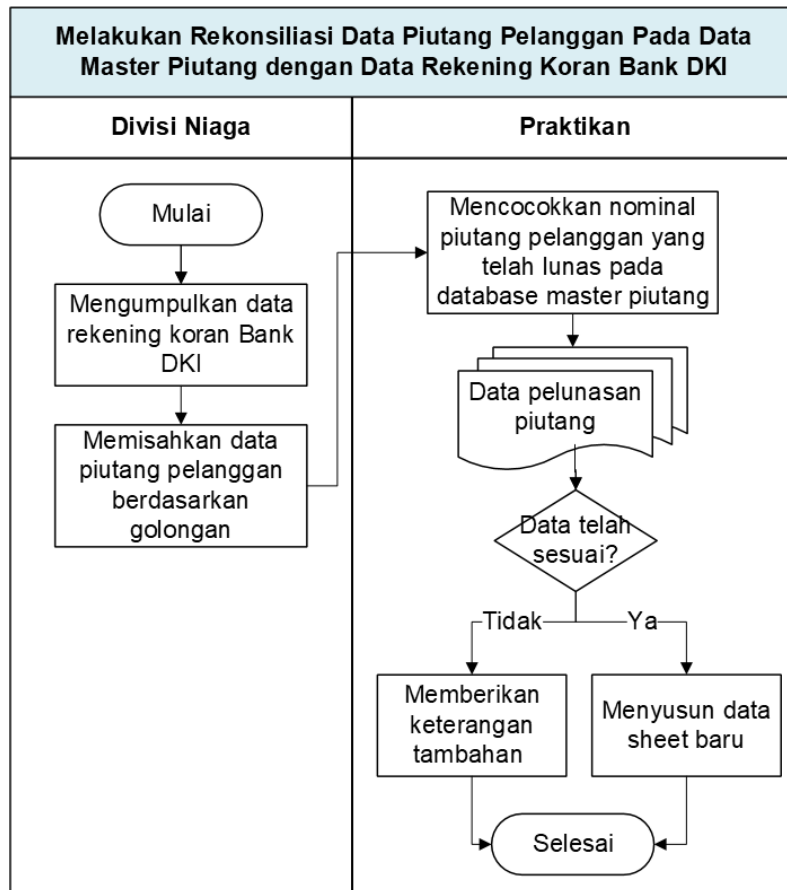 Melakukan Rekonsiliasi Data Piutang Pelanggan Pada Data
Master Piutang dengan Data Rekening Koran Bank DKI
Divisi Niaga
Praktikan
Mulai
Mengumpulkan data
rekening koran Bank
DKI
Memisahkan data
piutang pelanggan
berdasarkan
golongan
Mencocokkan nominal
piutang pelanggan yang
telah lunas pada
database master piutang
Data pelunasan
piutang
Data telah
sesuai?
Tidak
Ya
Memberikan
keterangan
tambahan
Menyusun data
sheet baru
Selesai